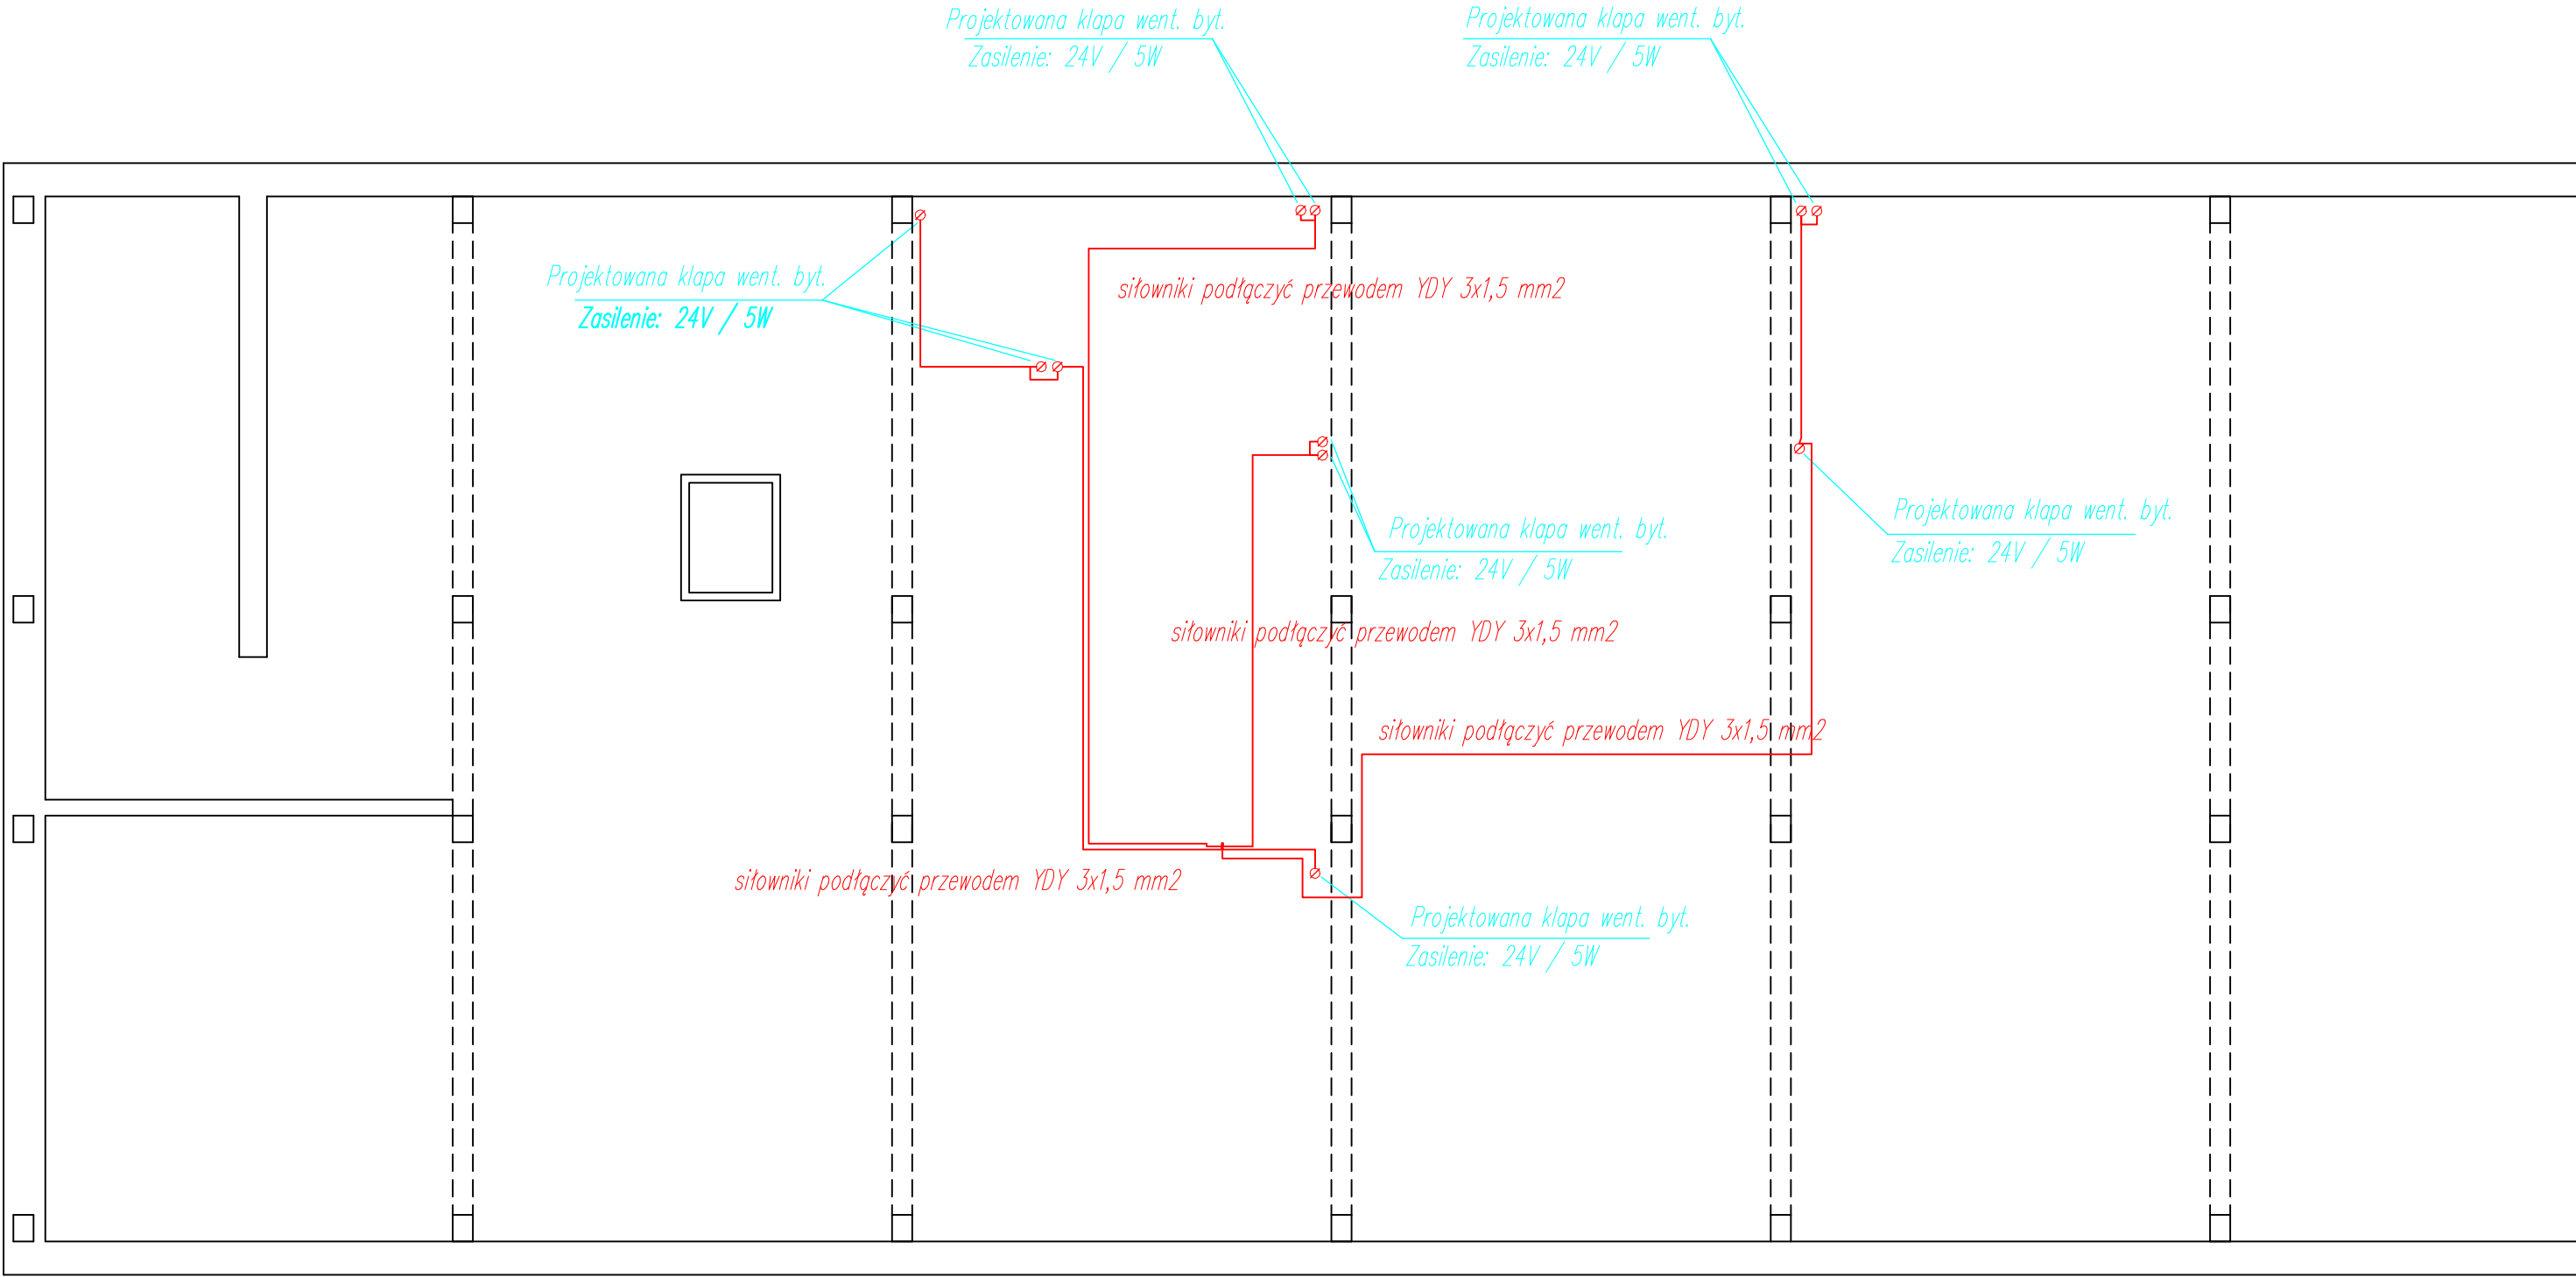 Projektowana klapa went. byt.
Zasilenie: 24V / 5W
Projektowana klapa went. byt.
Zasilenie: 24V / 5W
Projektowana klapa went. byt.
Zasilenie: 24V / 5W
siłowniki podłączyć przewodem YDY 3x1,5 mm2
Projektowana klapa went. byt.
Zasilenie: 24V / 5W
Projektowana klapa went. byt.
Zasilenie: 24V / 5W
siłowniki podłączyć przewodem YDY 3x1,5 mm2
siłowniki podłączyć przewodem YDY 3x1,5 mm2
siłowniki podłączyć przewodem YDY 3x1,5 mm2
Projektowana klapa went. byt.
Zasilenie: 24V / 5W